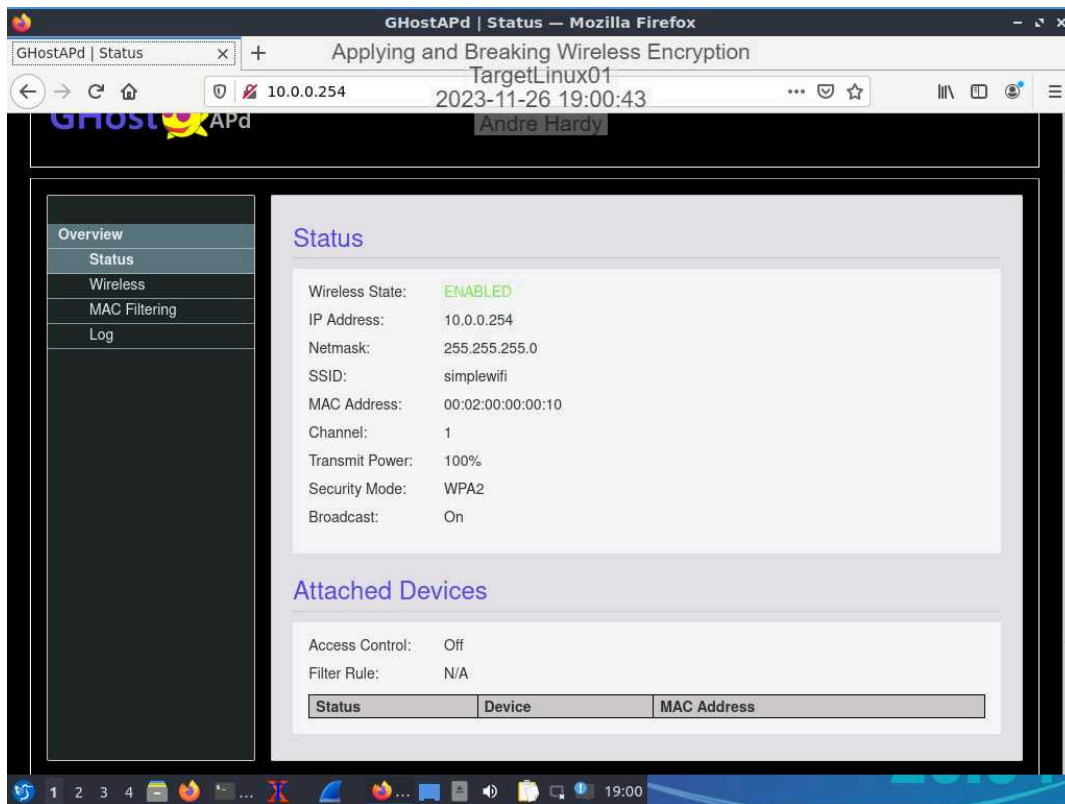 GHostAPd | Status — Mozilla Firefox
GHostAPd | Status
Applying and Breaking Wireless Encryption
TargetLinux01
10.0.0.254
2023-11-26 19:00:43
GHost APd
Andre Hardy
Overview
Status
Wireless
MAC Filtering
Log
Status
Wireless State: ENABLED
IP Address: 10.0.0.254
Netmask: 255.255.255.0
SSID: simplewifi
MAC Address: 00:02:00:00:00:10
Channel: 1
Transmit Power: 100%
Security Mode: WPA2
Broadcast: On
Attached Devices
Access Control: Off
Filter Rule: N/A
Status Device MAC Address
1 2 3 4 ... ... 19:00